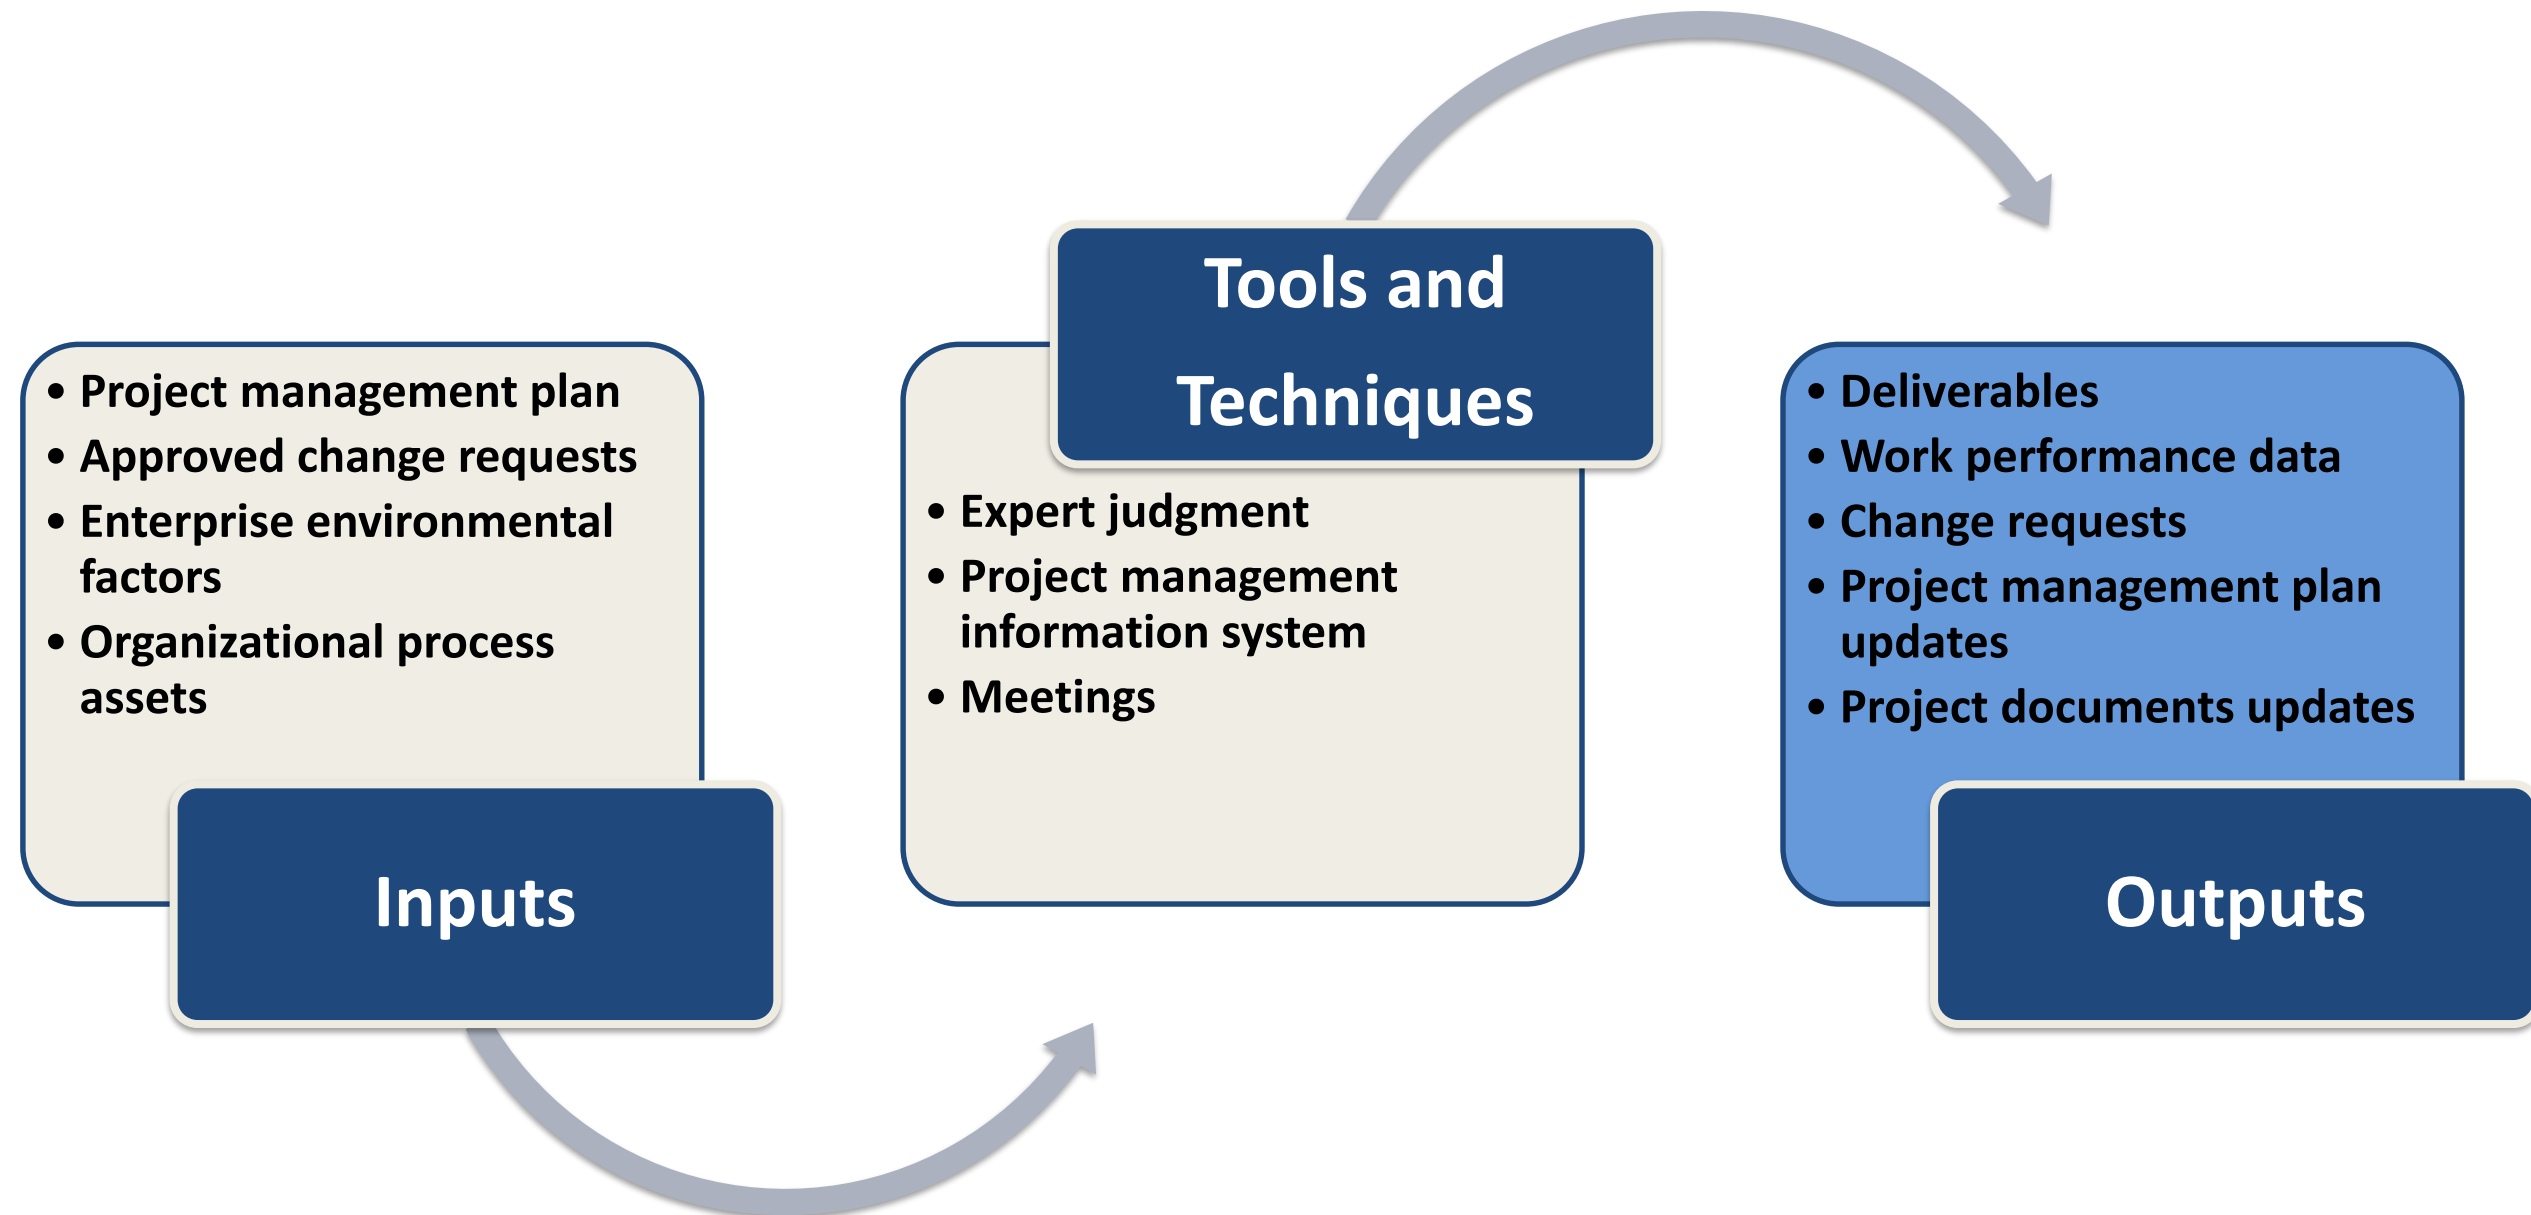 • Project management plan
• Approved change requests
• Enterprise environmental
factors
• Organizational process
assets
Inputs
Tools and
Techniques
• Expert judgment
• Project management
information system
• Meetings
• Deliverables
• Work performance data
• Change requests
• Project management plan
updates
• Project documents updates
Outputs